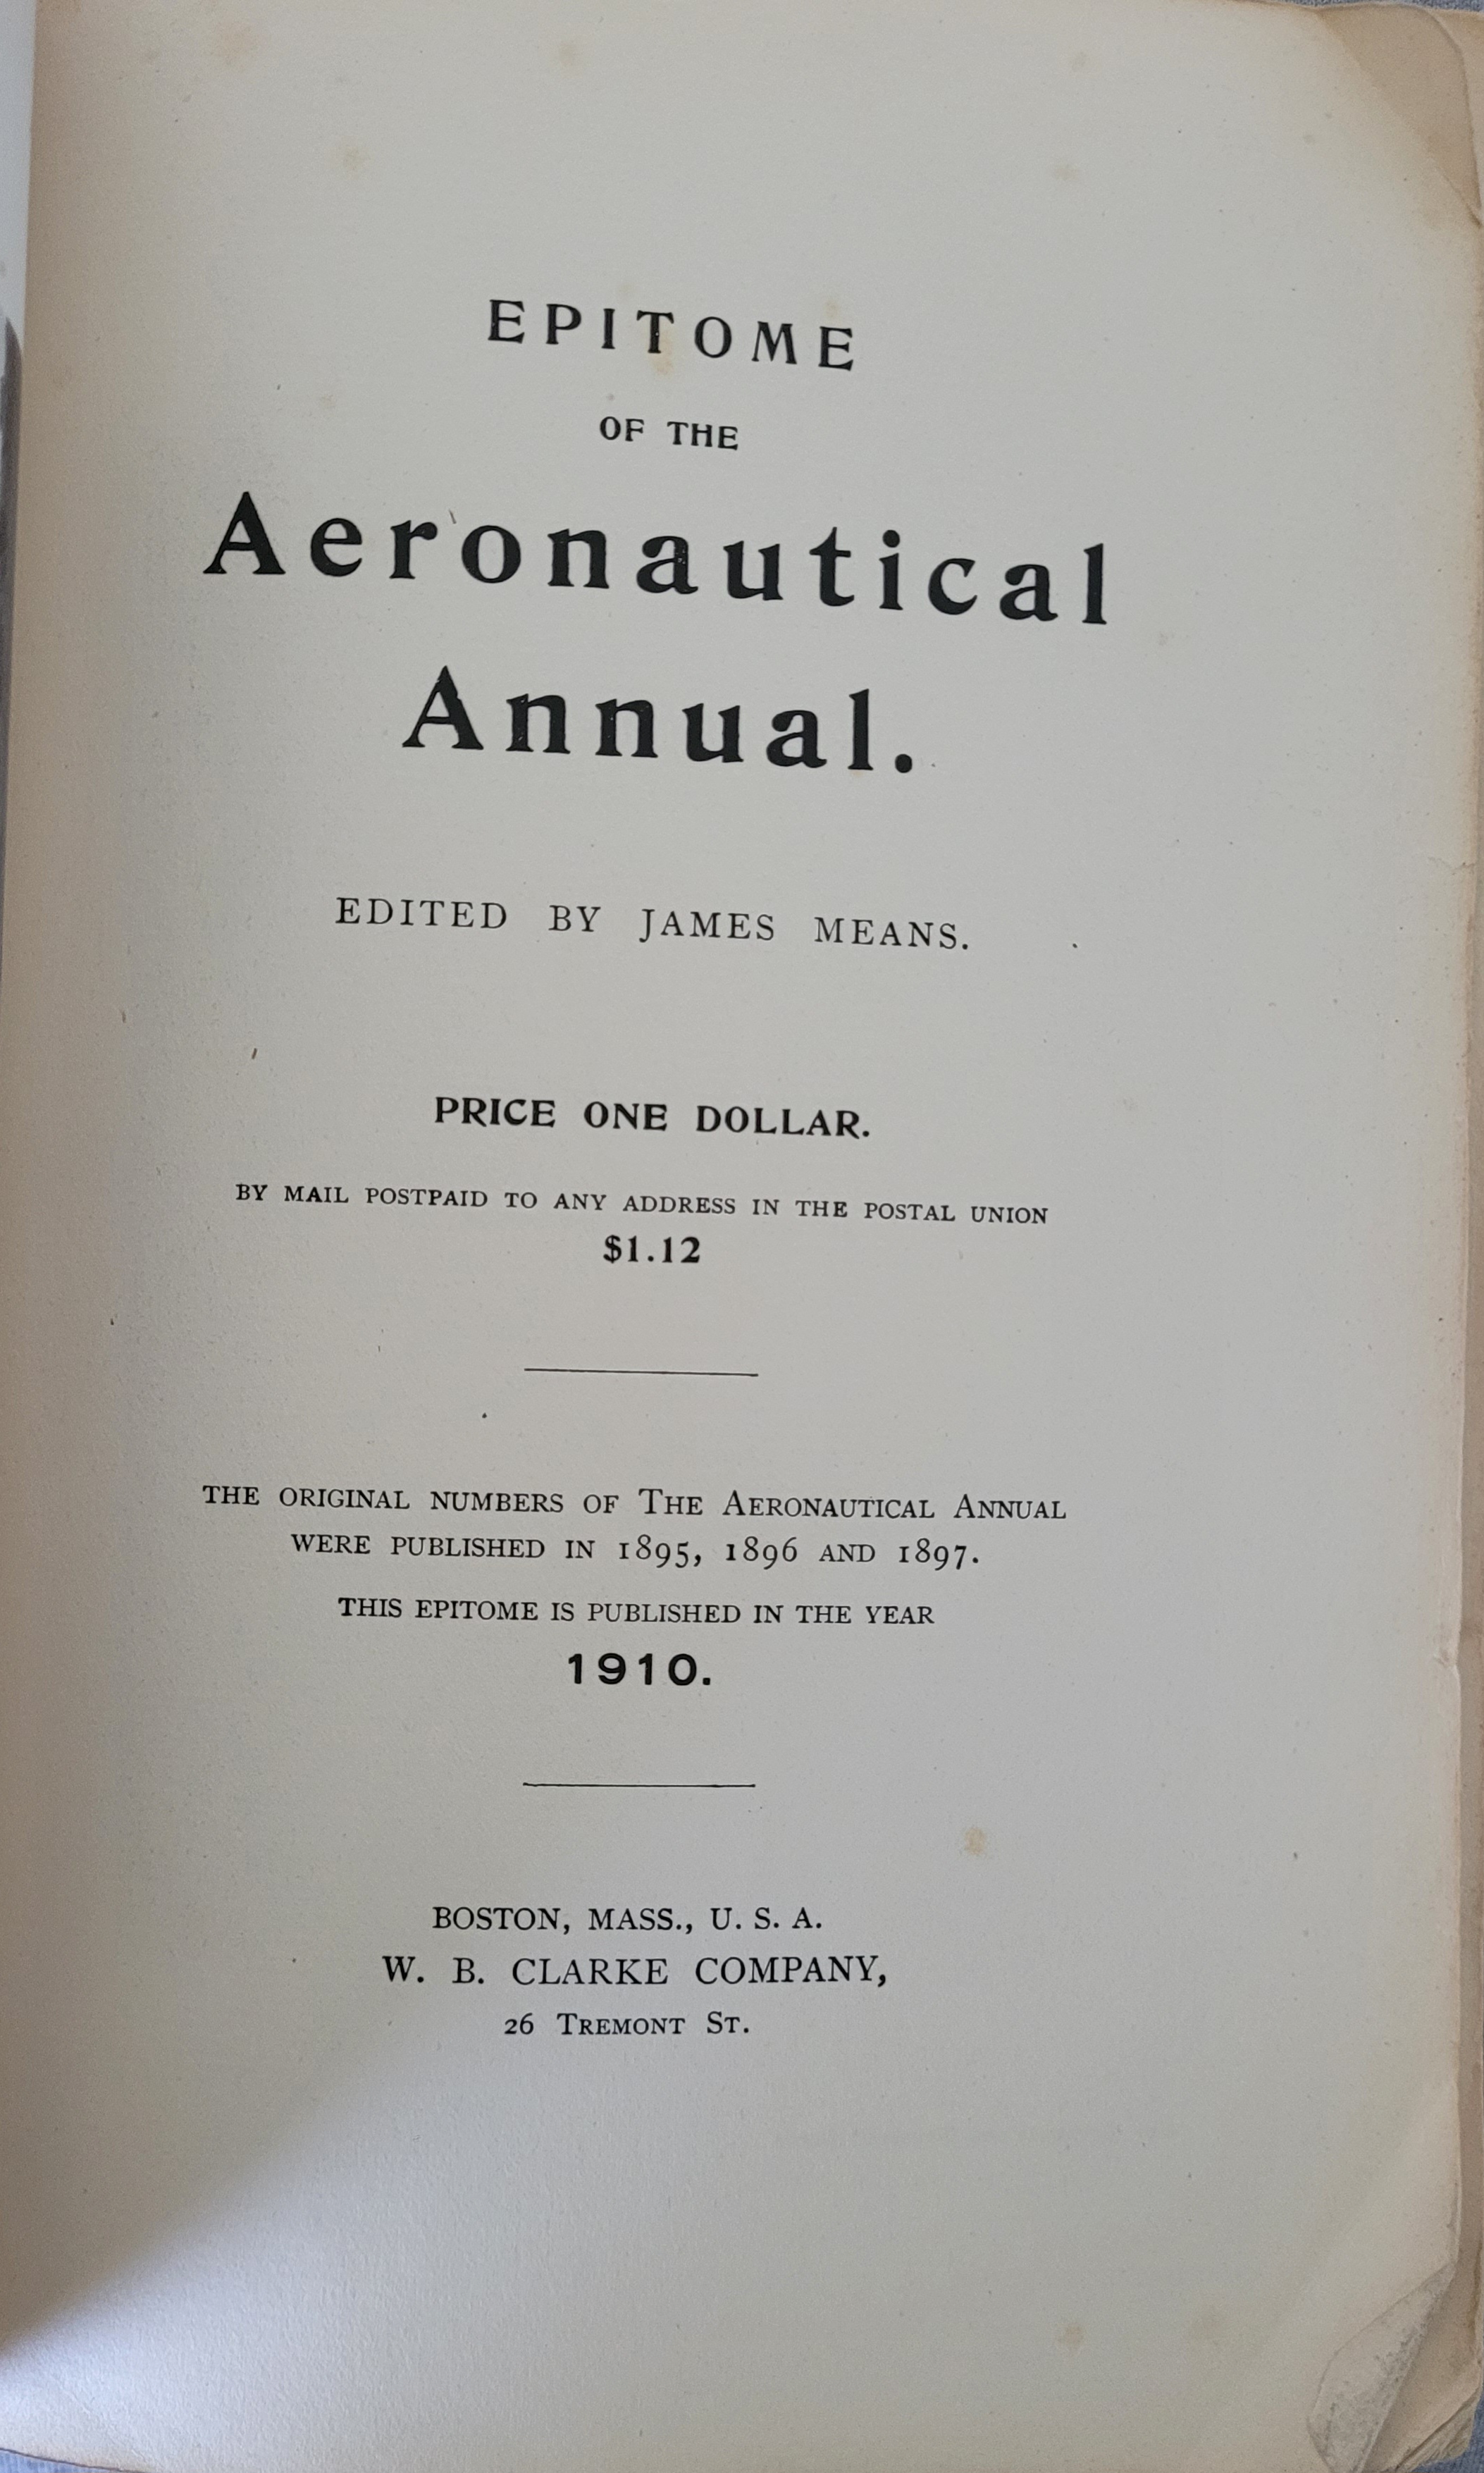 EPITOME
OF THE
Aeronautical
Annual.
EDITED BY JAMES MEANS.
PRICE ONE DOLLAR.
BY MAIL POSTPAID TO ANY ADDRESS IN THE POSTAL UNION
$1.12
THE ORIGINAL NUMBERS OF THE AERONAUTICAL ANNUAL
WERE PUBLISHED IN 1895, 1896 AND 1897.
THIS EPITOME IS PUBLISHED IN THE YEAR
1910.
BOSTON, MASS., U. S. A.
W. B. CLARKE COMPANY,
26 TREMONT ST.